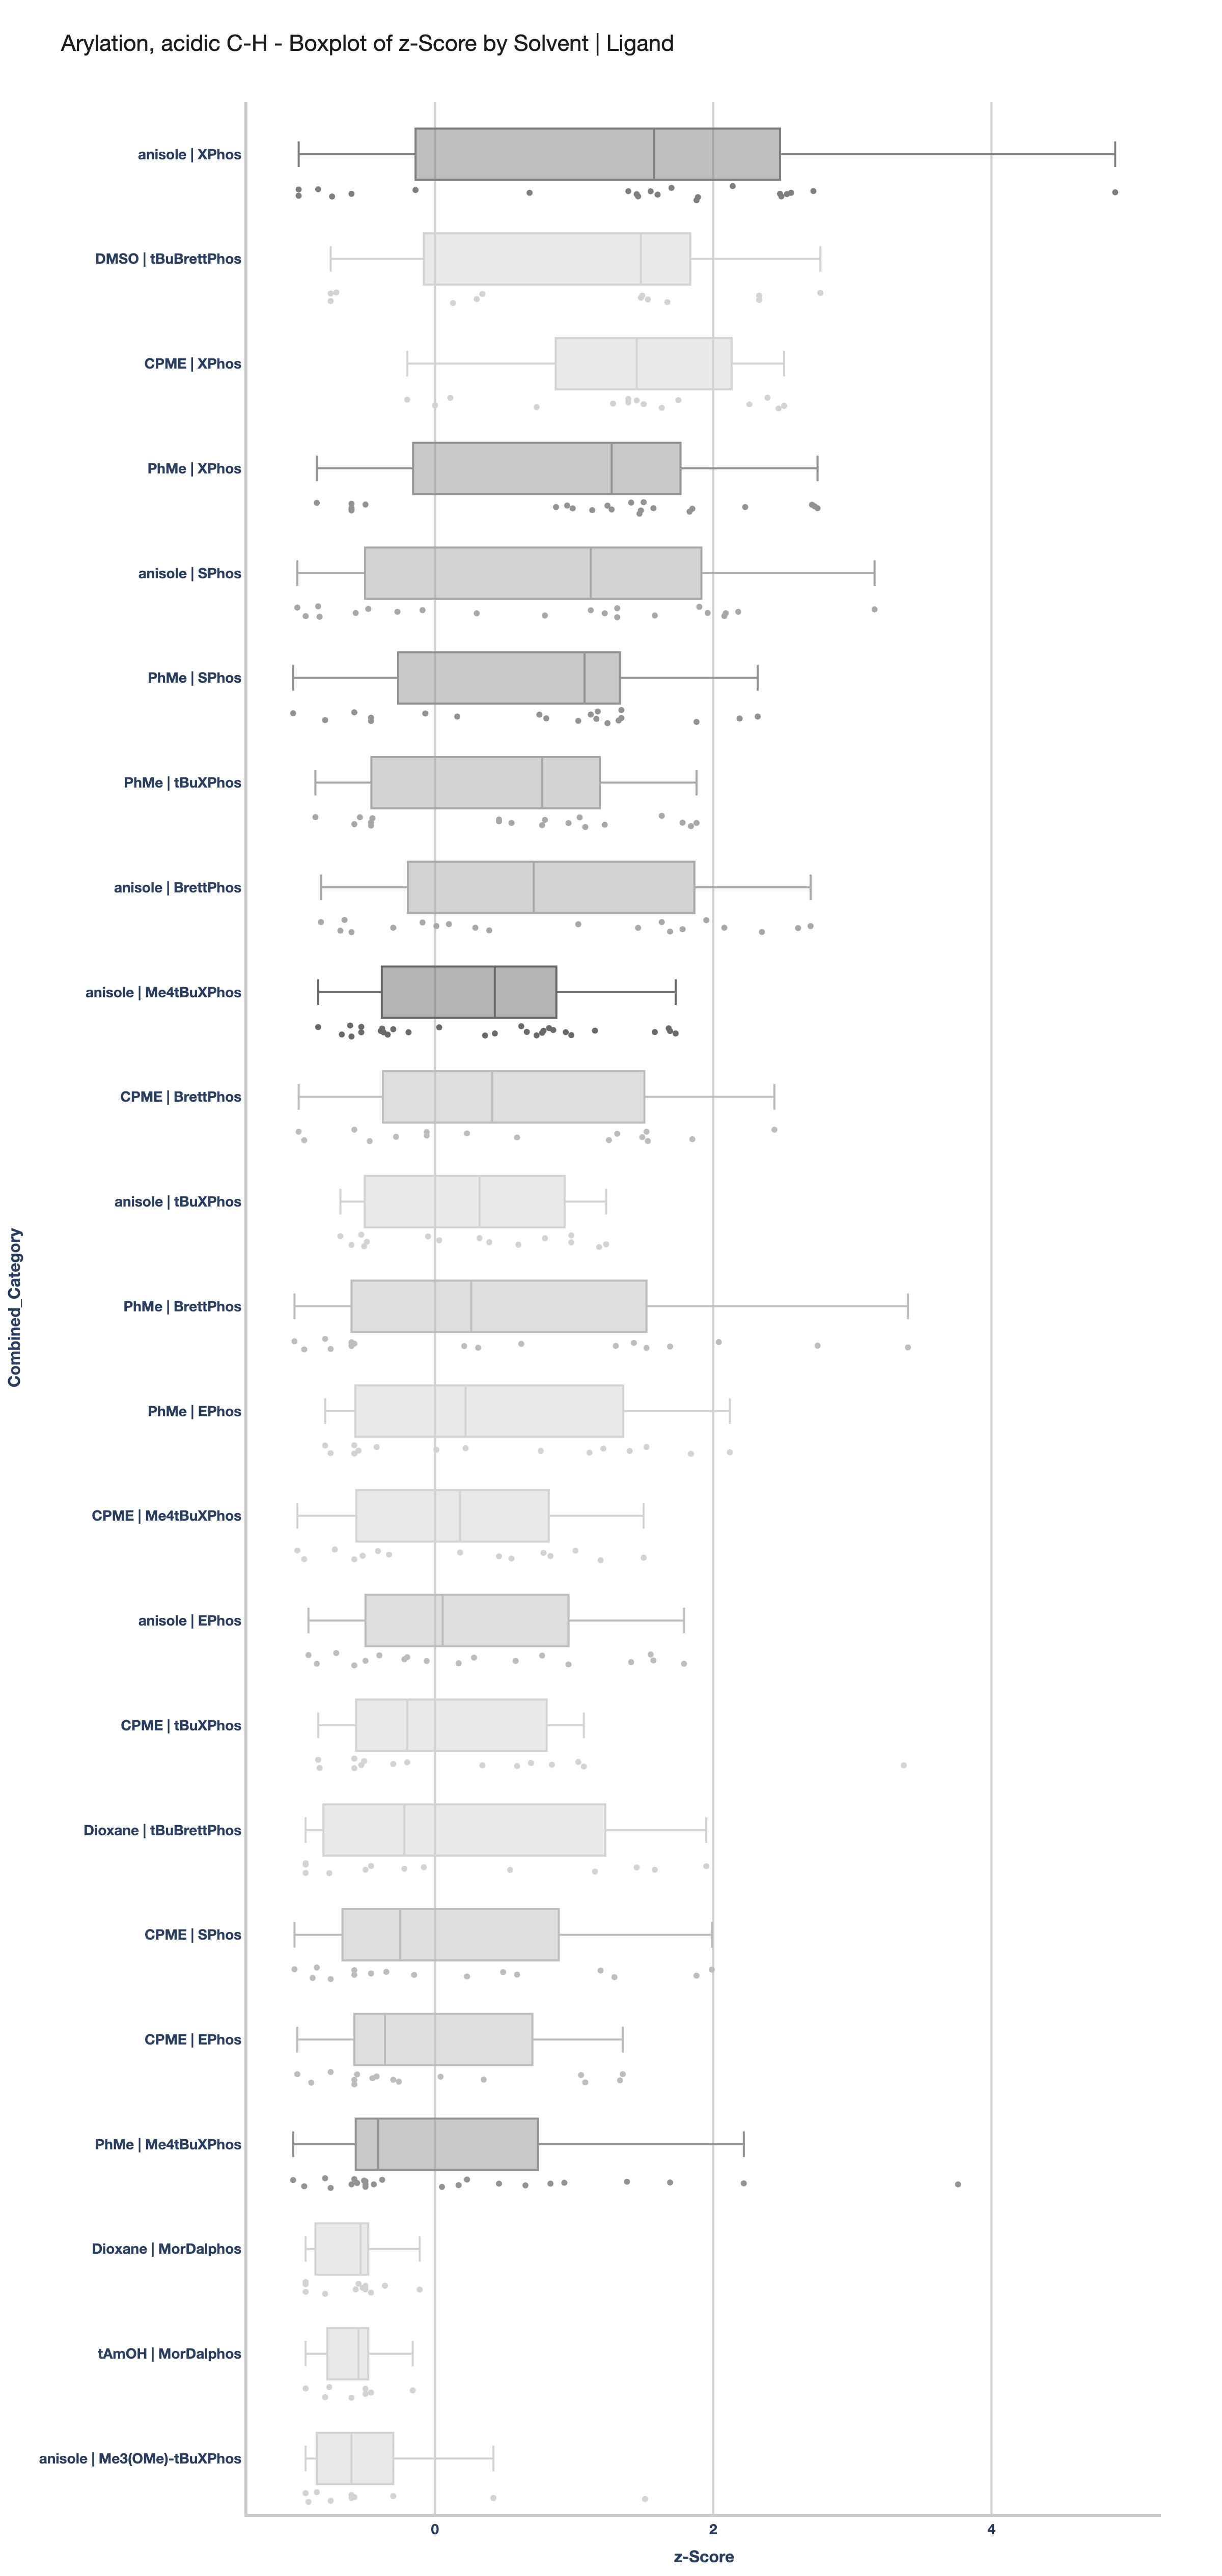 Arylation, acidic C-H - Boxplot of z-Score by Solvent | Ligand
anisole | XPhos
DMSO | tBuBrettPhos
CPME | XPhos
PhMe | XPhos
anisole | SPhos
PhMe | SPhos
PhMe | tBuXPhos
anisole | BrettPhos
anisole | Me4tBuXPhos
CPME | BrettPhos
anisole | tBuXPhos
PhMe | BrettPhos
PhMe | EPhos
CPME | Me4tBuXPhos
anisole | EPhos
CPME | tBuXPhos
Dioxane | tBuBrettPhos
CPME | SPhos
CPME | EPhos
PhMe | Me4tBuXPhos
Dioxane | MorDalphos
tAmOH | MorDalphos
anisole | Me3(OMe)-tBuXPhos
Combined_Category
0 2 4
z-Score